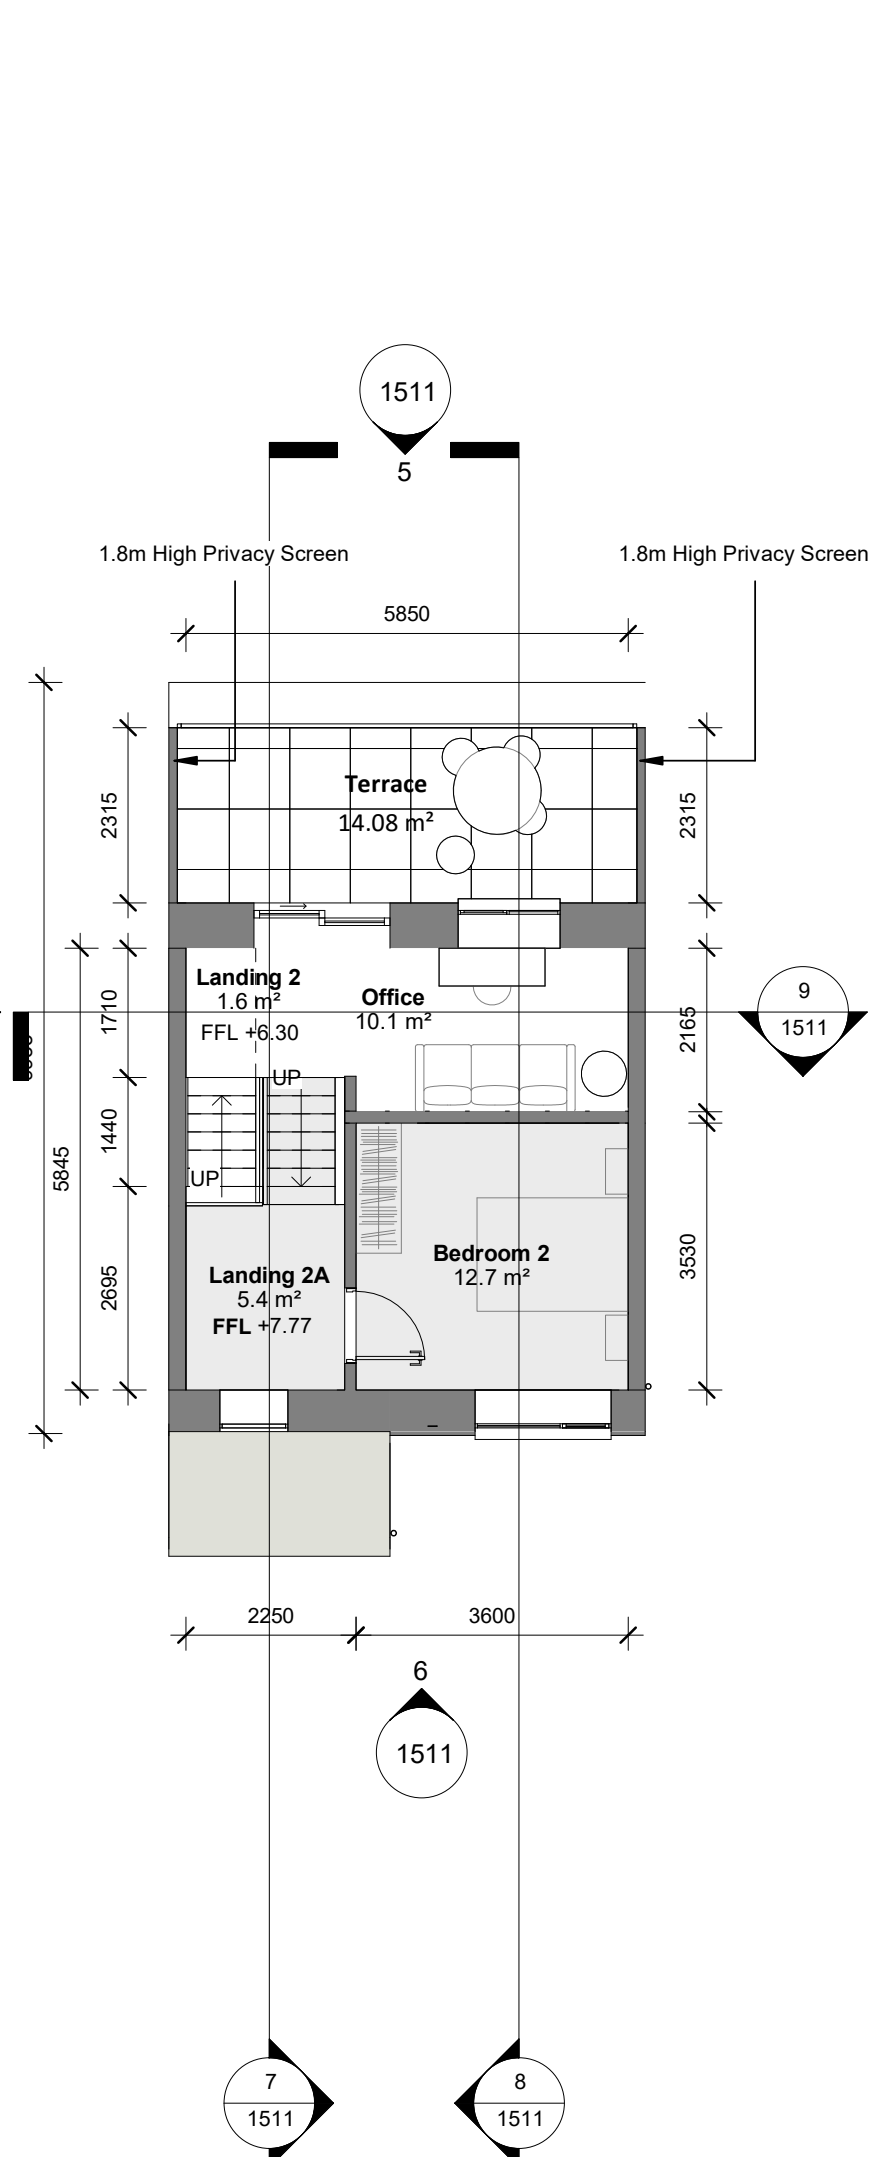 1511
5
1.8m High Privacy Screen
1.8m High Privacy Screen
5850
2315
Terrace
14.08 m²
2315
Landing 2
1.6 m²
FFL +6.30
Office
10.1 m²
1710
2165
9
1511
UP
UP
1440
5845
2695
Landing 2A
5.4 m²
FFL +7.77
Bedroom 2
12.7 m²
3530
2250
3600
6
1511
7
1511
8
1511